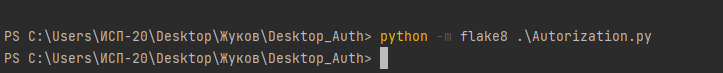 PS C:\Users\ИСП-20\Desktop\Жуков\Desktop_Auth> python -m flake8 .\Autorization.py
PS C:\Users\ИСП-20\Desktop\Жуков\Desktop_Auth>